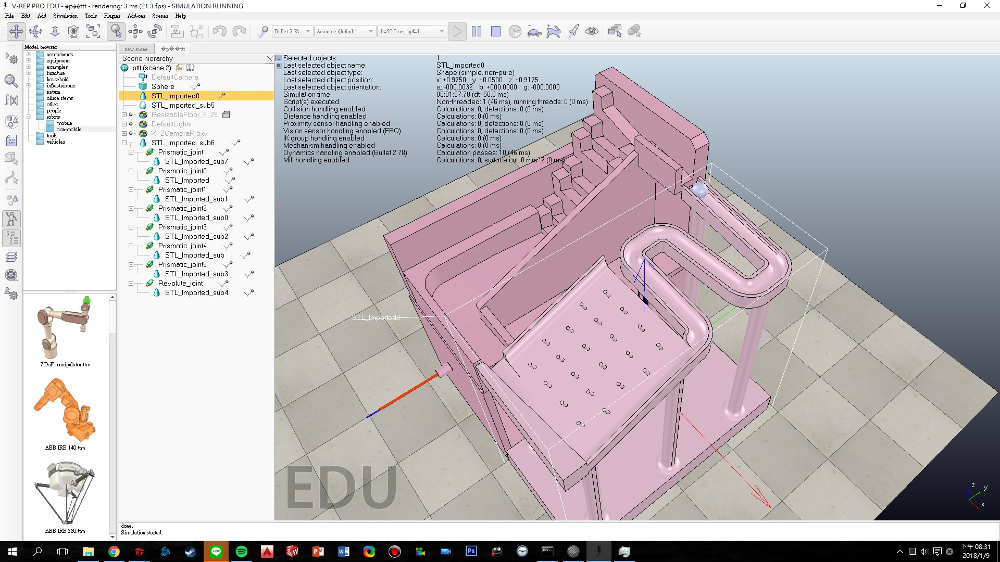 V-REP PRO EDU - �p��ttt - rendering: 3 ms (21.3 fps) - SIMULATION RUNNING
File Edit Add Simulation Tools Plugins Add-ons Scenes Help
Bullet 2.78 Accurate (default) dt=50.0 ms, ppf=1
Model browser
components
equipment
examples
furniture
household
infrastructure
nature
office items
other
people
robots
mobile
non-mobile
tools
vehicles
7 DoF manipulator.ttm
ABB IRB 140.ttm
ABB IRB 360.ttm
new scene �p��ttt
Scene hierarchy
pttt (scene 2)
DefaultCamera
Sphere
STL_Imported0
STL_Imported_sub5
ResizableFloor_5_25
DefaultLights
XYZCameraProxy
STL_Imported_sub6
Prismatic_joint
STL_Imported_sub7
Prismatic_joint0
STL_Imported
Prismatic_joint1
STL_Imported_sub1
Prismatic_joint2
STL_Imported_sub0
Prismatic_joint3
STL_Imported_sub2
Prismatic_joint4
STL_Imported_sub
Prismatic_joint5
STL_Imported_sub3
Revolute_joint
STL_Imported_sub4
Selected objects: 1
Last selected object name: STL_Imported0
Last selected object type: Shape (simple, non-pure)
Last selected object position: x: +0.9750 y: +0.0500 z: +0.9175
Last selected object orientation: a: -000.0032 b: +000.0000 g: -000.0000
Simulation time: 00:01:57.70 (dt=50.0 ms)
Script(s) executed Non-threaded: 1 (46 ms), running threads: 0 (0 ms)
Collision handling enabled Calculations: 0, detections: 0 (0 ms)
Distance handling enabled Calculations: 0 (0 ms)
Proximity sensor handling enabled Calculations: 0, detections: 0 (0 ms)
Vision sensor handling enabled (FBO) Calculations: 0, detections: 0 (0 ms)
IK group handling enabled Calculations: 0 (0 ms)
Mechanism handling enabled Calculations: 0 (0 ms)
Dynamics handling enabled (Bullet 2.78) Calculation passes: 10 (46 ms)
Mill handling enabled Calculations: 0, surface cut: 0 mm^2 (0 ms)
STL_Imported0
EDU
z y
x
done.
Simulation started.
下午 08:31
2018/1/9